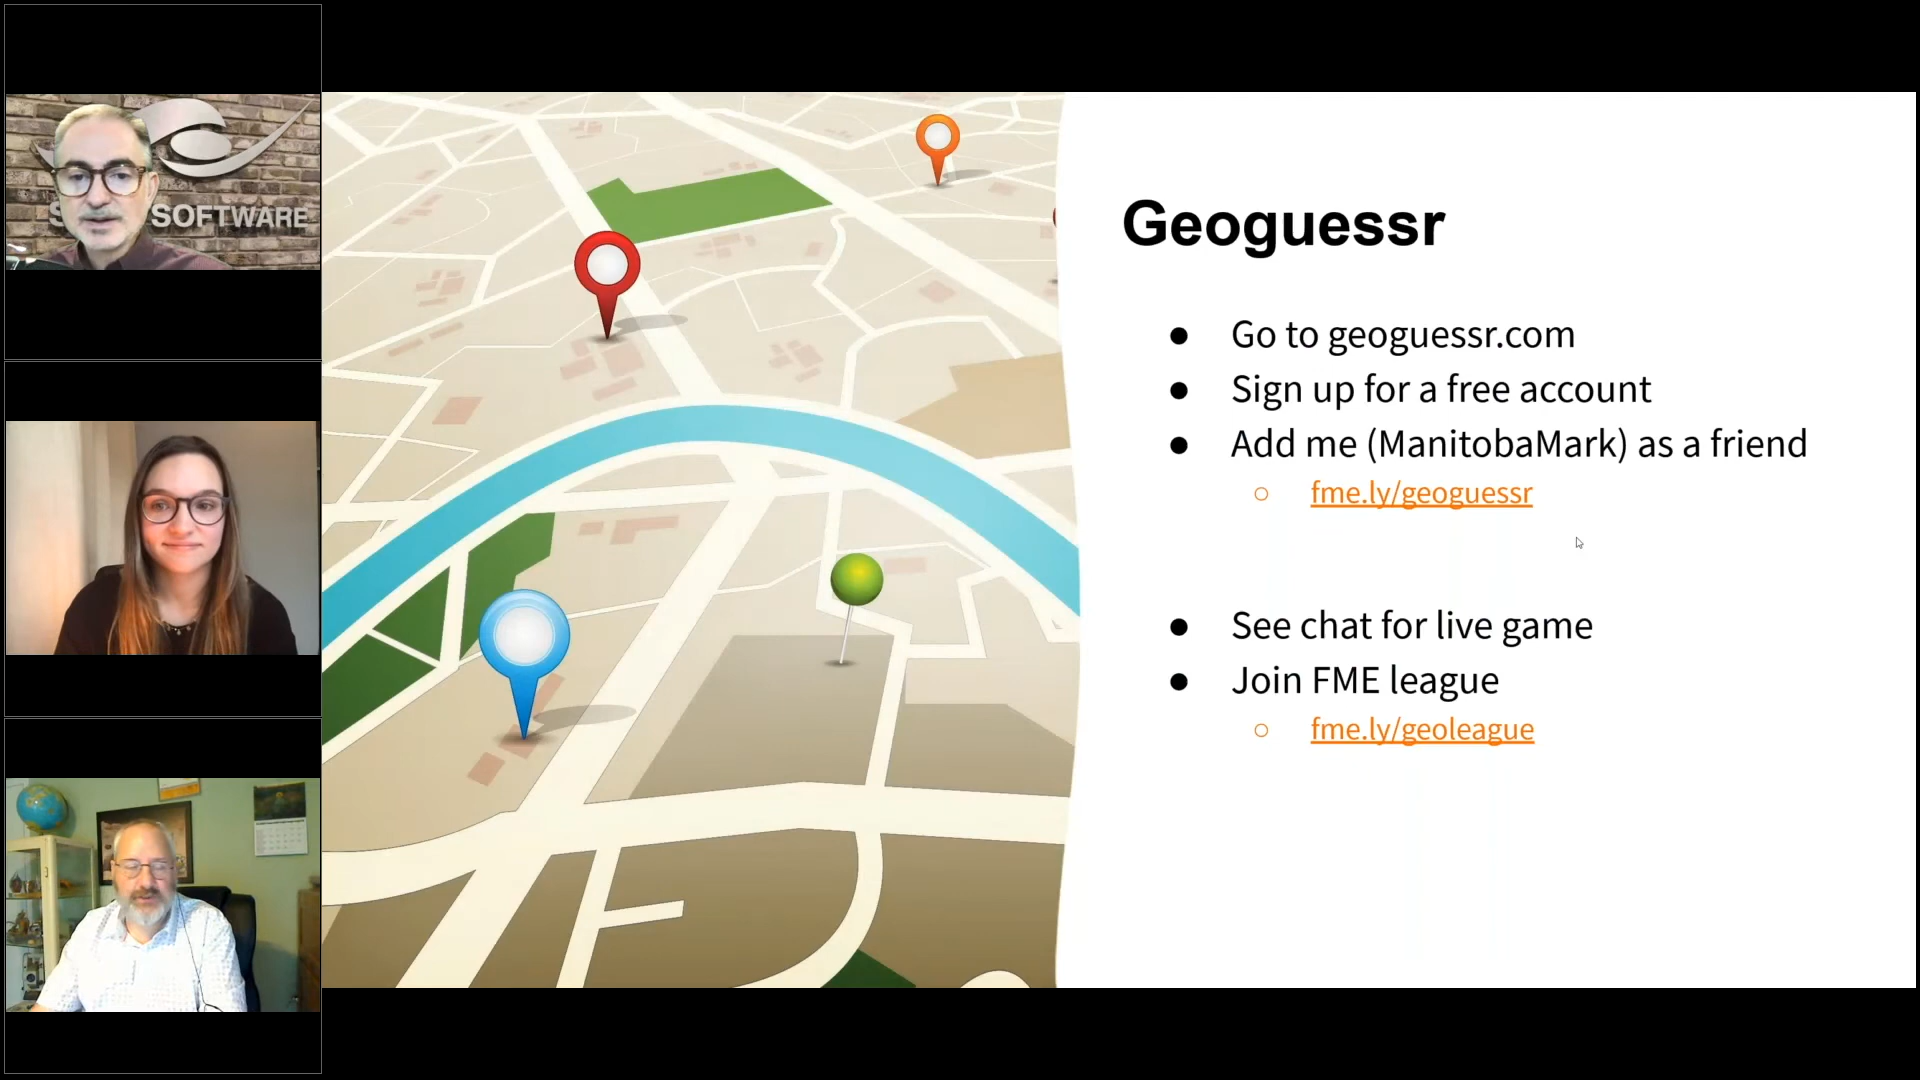 SOFTWARE
Geoguessr
● Go to geoguessr.com
● Sign up for a free account
● Add me (ManitobaMark) as a friend
○ fme.ly/geoguessr
● See chat for live game
● Join FME league
○ fme.ly/geoleague